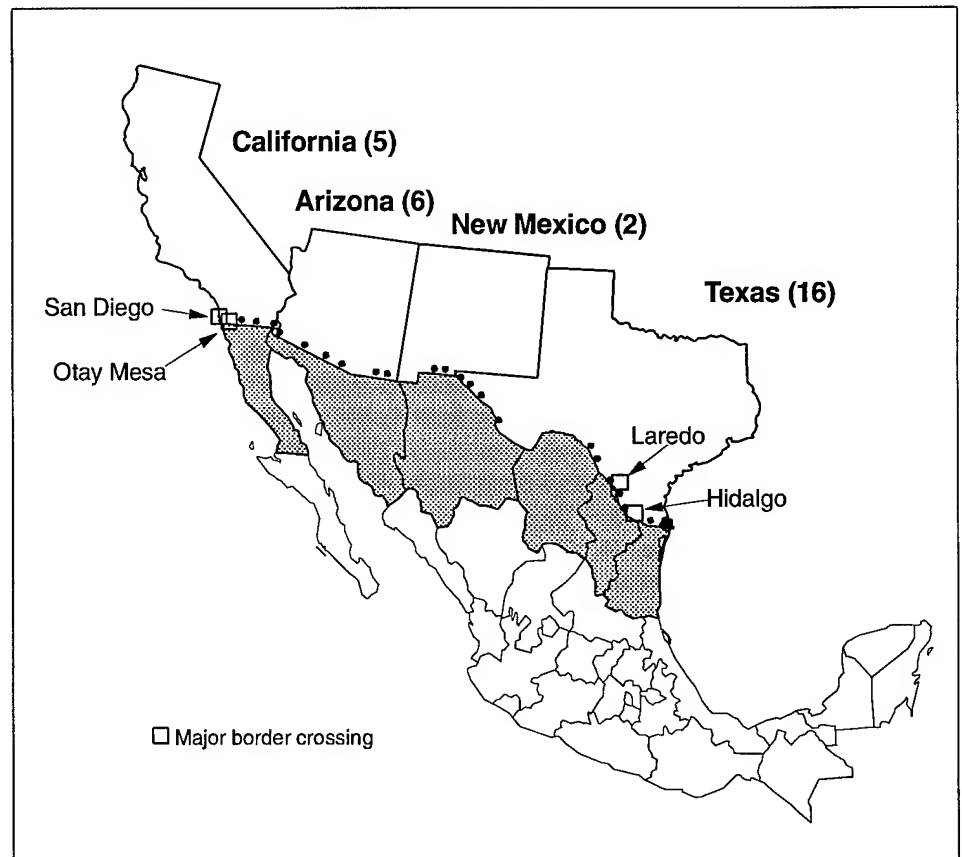 California (5)
Arizona (6)
New Mexico (2)
Texas (16)
San Diego
Otay Mesa
Laredo
Hidalgo
Major border crossing